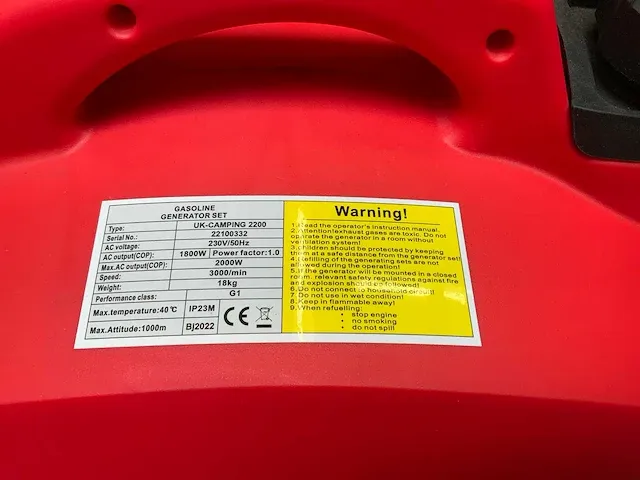 GASOLINE
GENERATOR SET
Type: UK-CAMPING 2200
Serial No.: 22100332
AC voltage: 230V/50Hz
AC output(COP): 1800W Power factor:1.0
Max.AC output(COP): 2000W
Speed: 3000/min
Weight: 18kg
Performance class: G1
Max.temperature:40℃ IP23M
Max.Attitude:1000m BJ2022
CE
Warning!
1.Read the operator's instruction manual.
2.Attention!exhaust gases are toxic. Do not
operate the generator in a room without
ventilation system!
3.children should be protected by keeping
them at a safe distance from the generator set!
4.Refilling of the generating sets are not
allowed during the operation!
5.If the generator will be mounted in a closed
room, relevant safety regulations against fire
and explosion should be followed!
6.Do not connect to household circuit!
7.Do not use in wet condition!
8.Keep in flammable away!
9.When refuelling:
• stop engine
• no smoking
• do not spill